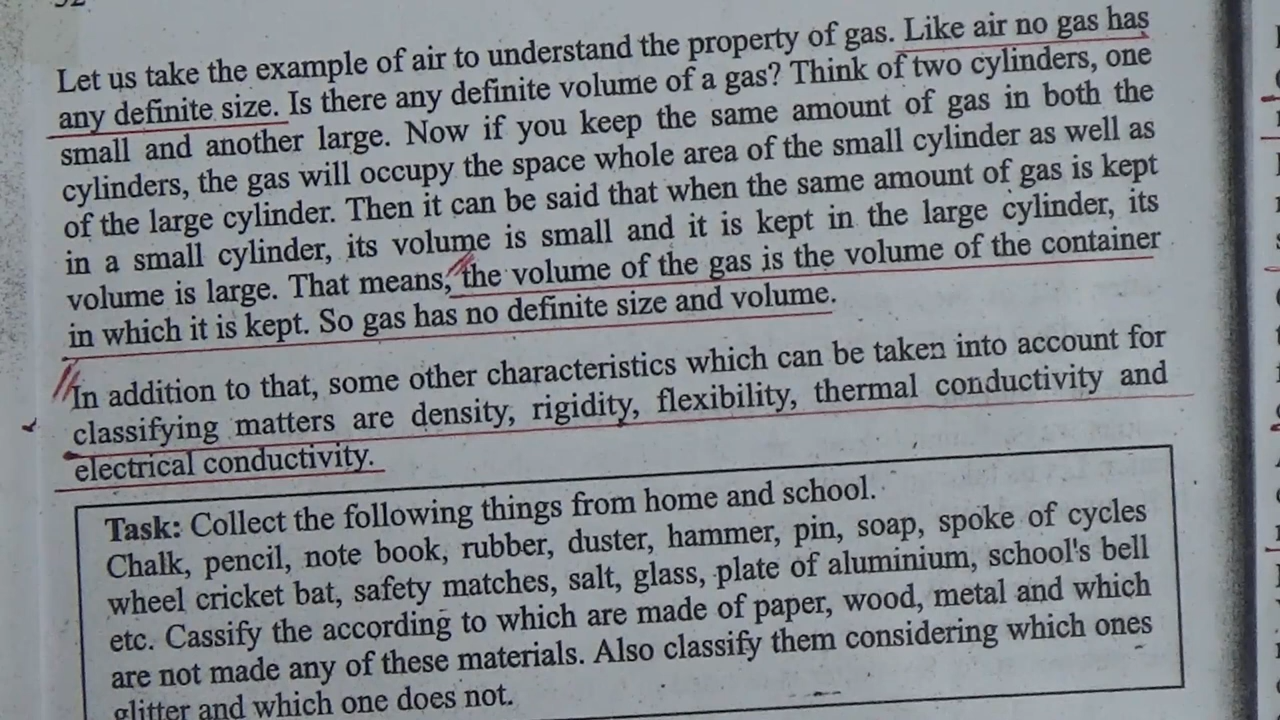 Let us take the example of air to understand the property of gas. Like air no gas has
any definite size. Is there any definite volume of a gas? Think of two cylinders, one
small and another large. Now if you keep the same amount of gas in both the
cylinders, the gas will occupy the space whole area of the small cylinder as well as
of the large cylinder. Then it can be said that when the same amount of gas is kept
in a small cylinder, its volume is small and it is kept in the large cylinder, its
volume is large. That means, the volume of the gas is the volume of the container
in which it is kept. So gas has no definite size and volume.
In addition to that, some other characteristics which can be taken into account for
classifying matters are density, rigidity, flexibility, thermal conductivity and
electrical conductivity.
Task: Collect the following things from home and school.
Chalk, pencil, note book, rubber, duster, hammer, pin, soap, spoke of cycles
wheel cricket bat, safety matches, salt, glass, plate of aluminium, school's bell
etc. Cassify the according to which are made of paper, wood, metal and which
are not made any of these materials. Also classify them considering which ones
glitter and which one does not.